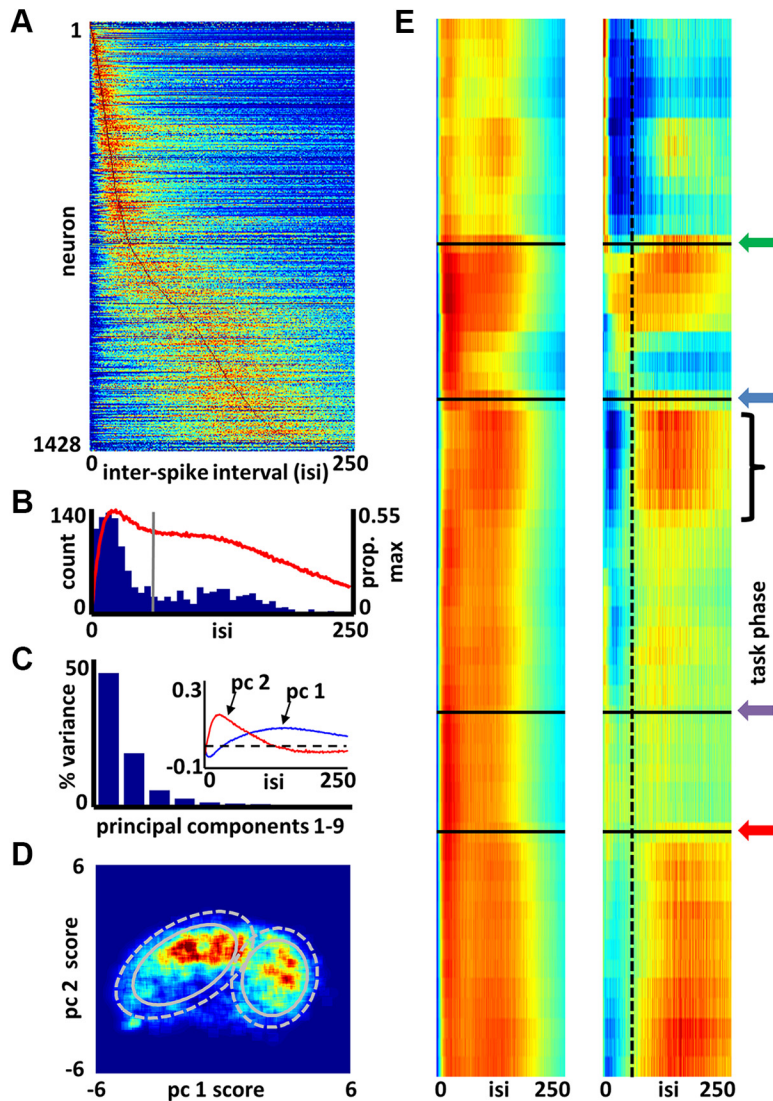 A
1
neuron
1428
0
250
inter-spike interval (isi)
B
140
count
0
0.55
prop.
max
0
0
isi
250
C
50
% variance
0
0.3
-0.1
pc 2
pc 1
0
isi
260
principal components 1-9
D
6
pc 2 score
-6
-6
pc 1 score
6
E
task phase
0
isi
250
0
isi
250